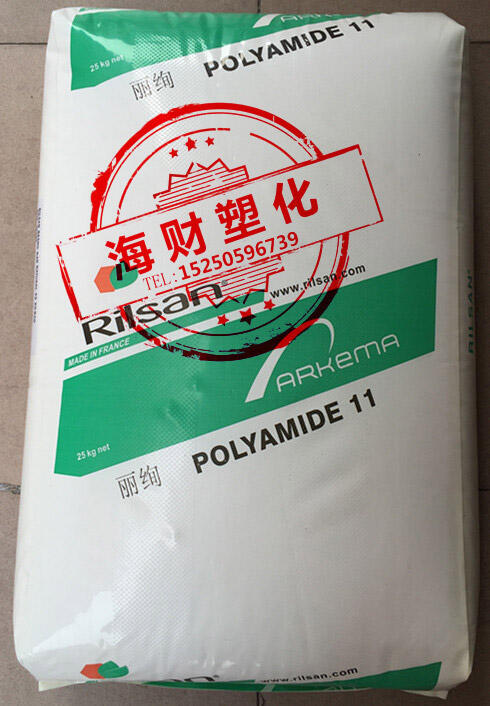 25 kg net
丽绚
POLYAMIDE 11
海财塑化
TEL:15250596739
Rilsan®
www.rilsan.com
MADE IN FRANCE
ARKEMA
25 kg net
丽绚
POLYAMIDE 11
RILSAN®
www.rilsan.com